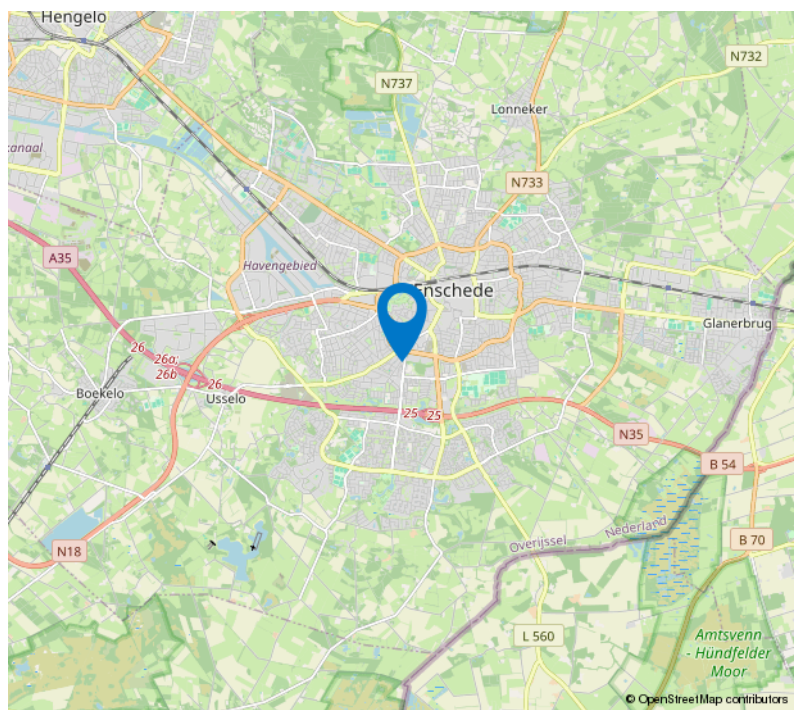 Hengelo
N737
N732
Lonneker
N733
kanaal
A35
Havengebied
Enschede
Glanerbrug
26
26a;
26b
26
Boekelo
Usselo
25
25
N35
B 54
N18
Overijssel
Nederland
B 70
L 560
Amtsvenn
- Hündfelder
Moor
© OpenStreetMap contributors